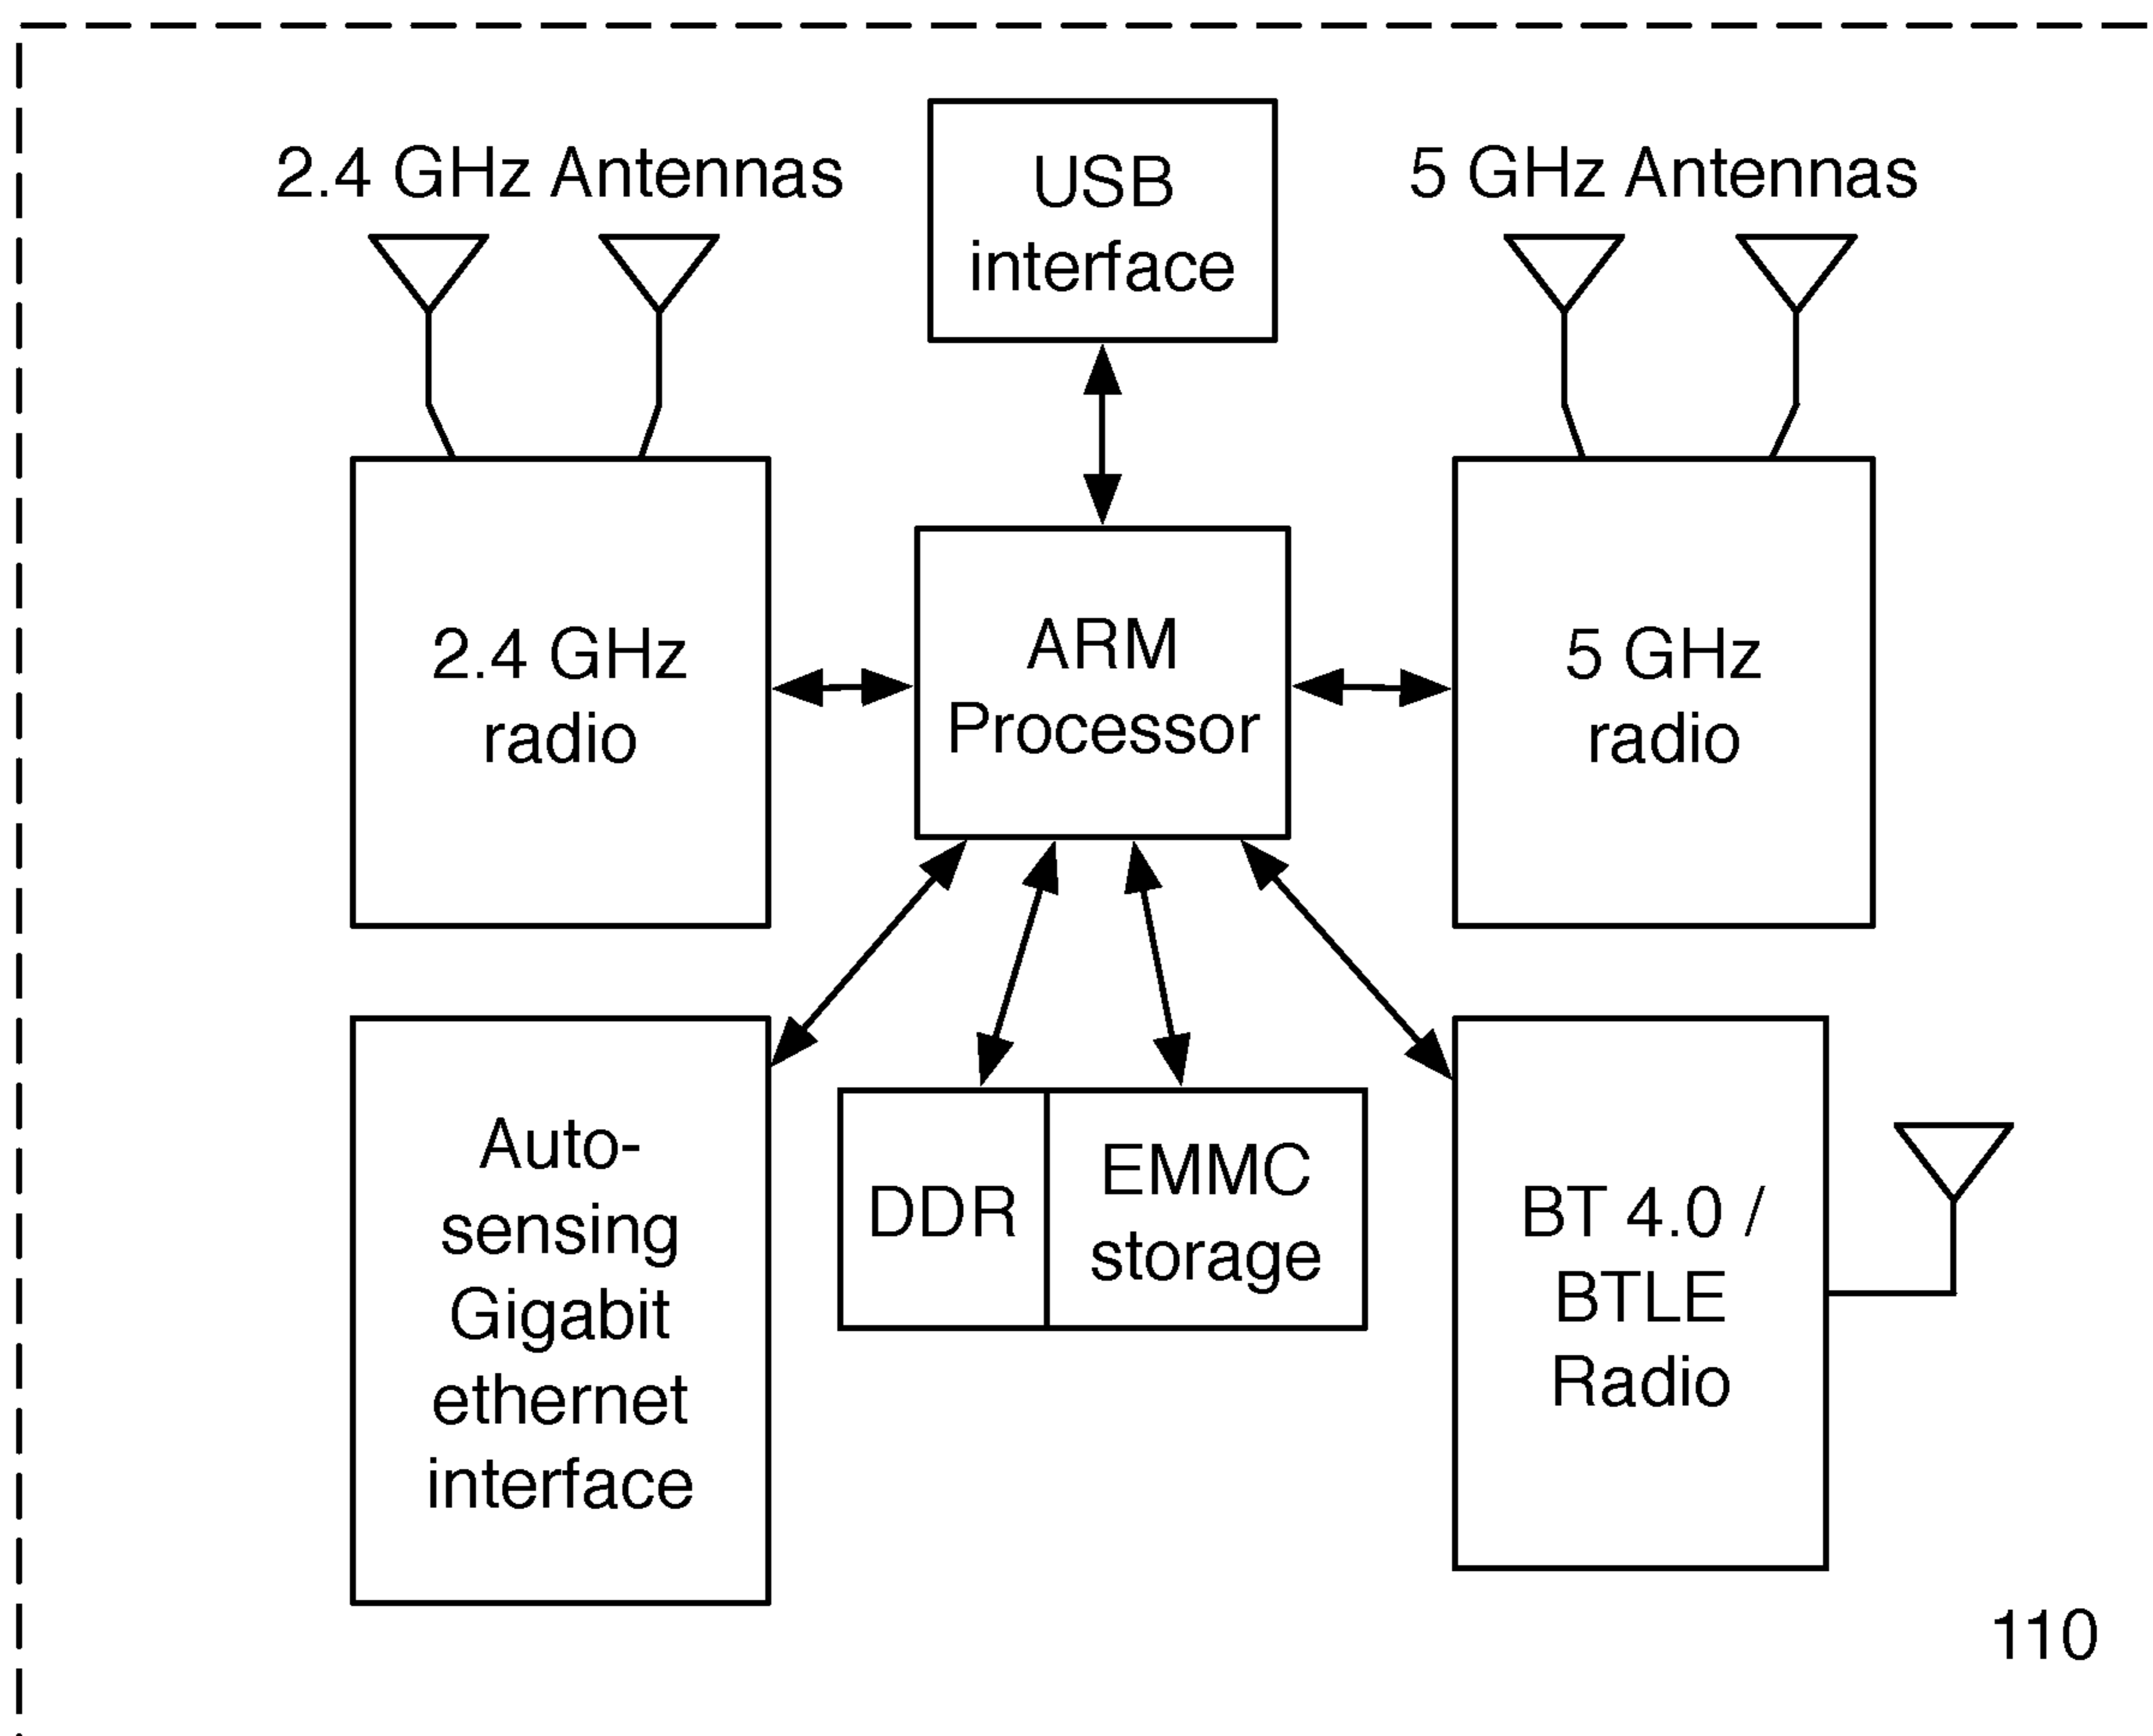 2.4 GHz Antennas
USB
interface
5 GHz Antennas
2.4 GHz
radio
ARM
Processor
5 GHz
radio
Auto-
sensing
Gigabit
ethernet
interface
DDR
EMMC
storage
BT 4.0 /
BTLE
Radio
110